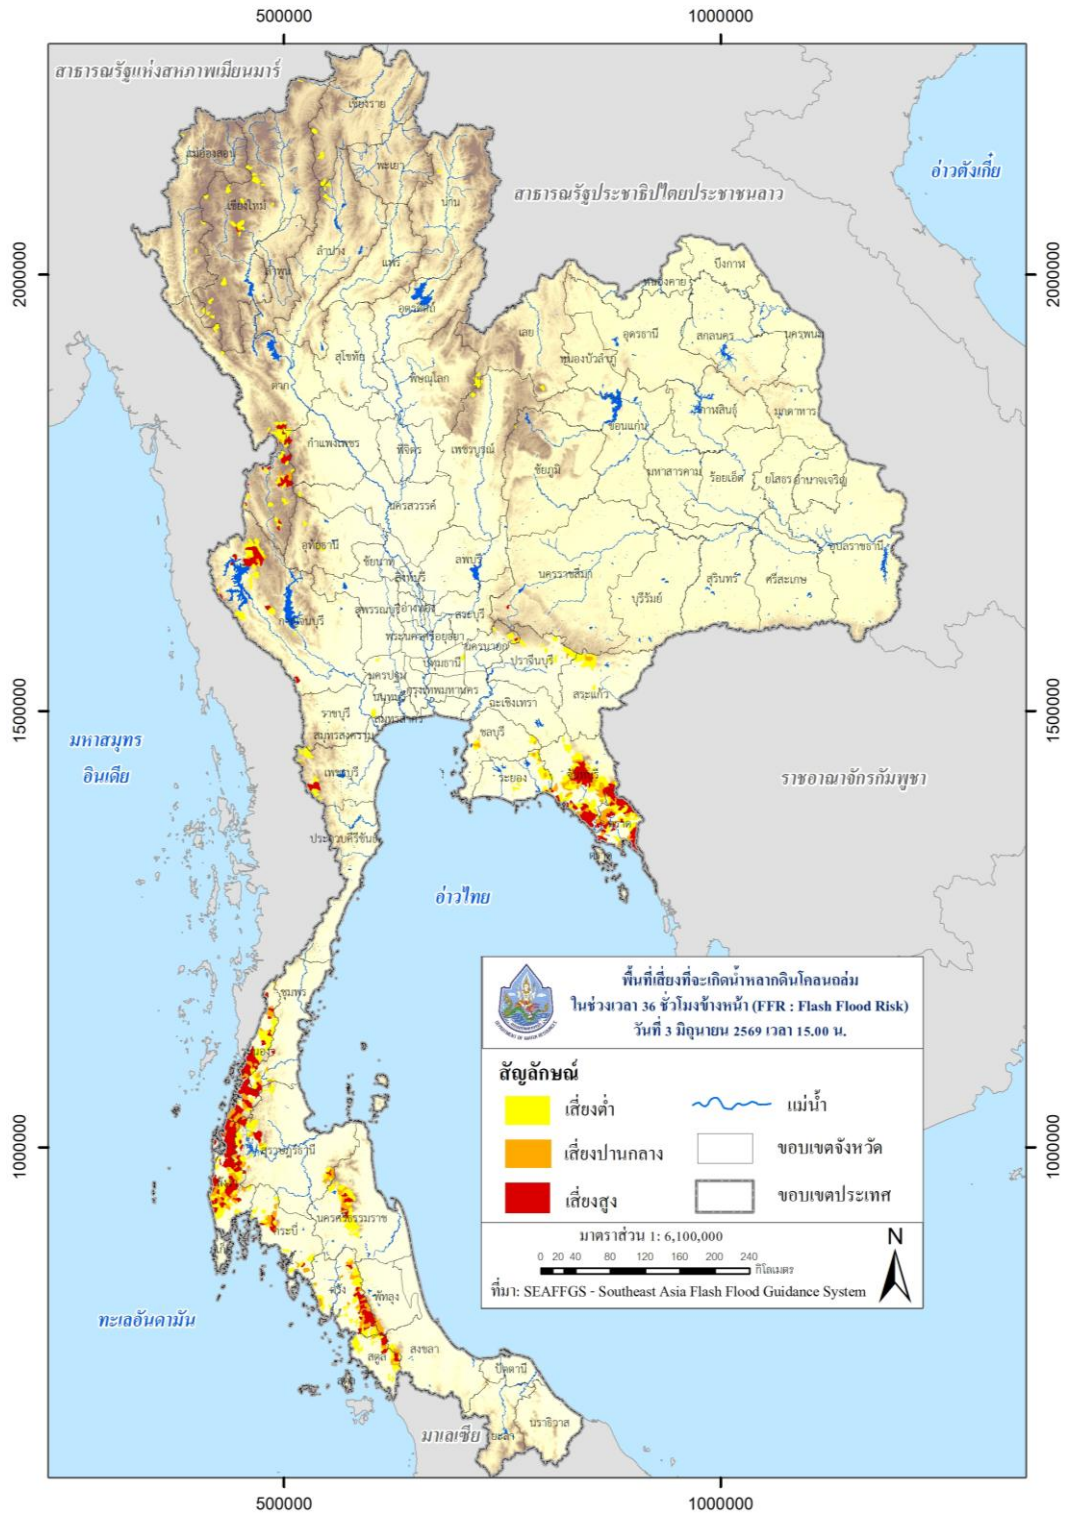 500000
1000000
สาธารณรัฐแห่งสหภาพเมียนมาร์
เชียงราย
แม่ฮ่องสอน
พะเยา
อ่าวตังเกี๋ย
สาธารณรัฐประชาธิปไตยประชาชนลาว
น่าน
เชียงใหม่
ลำปาง
แพร่
ลำพูน
บึงกาฬ
2000000
2000000
หนองคาย
อุตรดิตถ์
เลย
อุดรธานี
สกลนคร
นครพนม
สุโขทัย
หนองบัวลำภู
ตาก
พิษณุโลก
กาฬสินธุ์
มุกดาหาร
ขอนแก่น
กำแพงเพชร
พิจิตร
เพชรบูรณ์
ชัยภูมิ
มหาสารคาม
ร้อยเอ็ด
ยโสธร
อำนาจเจริญ
นครสวรรค์
อุทัยธานี
ชัยนาท
ลพบุรี
อุบลราชธานี
สิงห์บุรี
นครราชสีมา
สุรินทร์
ศรีสะเกษ
บุรีรัมย์
สุพรรณบุรี
อ่างทอง
สระบุรี
กาญจนบุรี
พระนครศรีอยุธยา
นครนายก
ปทุมธานี
ปราจีนบุรี
นครปฐม
นนทบุรี
กรุงเทพมหานคร
สระแก้ว
ฉะเชิงเทรา
1500000
1500000
ราชบุรี
สมุทรสาคร
สมุทรสงคราม
ชลบุรี
มหาสมุทร
อินเดีย
เพชรบุรี
ระยอง
จันทบุรี
ราชอาณาจักรกัมพูชา
ประจวบคีรีขันธ์
ตราด
อ่าวไทย
ชุมพร
พื้นที่เสี่ยงที่จะเกิดน้ำหลากดินโคลนถล่ม
ในช่วงเวลา 36 ชั่วโมงข้างหน้า (FFR : Flash Flood Risk)
วันที่ 3 มิถุนายน 2569 เวลา 15.00 น.
สัญลักษณ์
เสี่ยงต่ำ
แม่น้ำ
เสี่ยงปานกลาง
ขอบเขตจังหวัด
เสี่ยงสูง
ขอบเขตประเทศ
มาตราส่วน 1: 6,100,000
N
0 20 40 80 120 160 200 240
กิโลเมตร
ที่มา: SEAFFGS - Southeast Asia Flash Flood Guidance System
ระนอง
1000000
1000000
สุราษฎร์ธานี
นครศรีธรรมราช
กระบี่
ตรัง
พัทลุง
ทะเลอันดามัน
สตูล
สงขลา
ปัตตานี
นราธิวาส
ยะลา
มาเลเซีย
500000
1000000